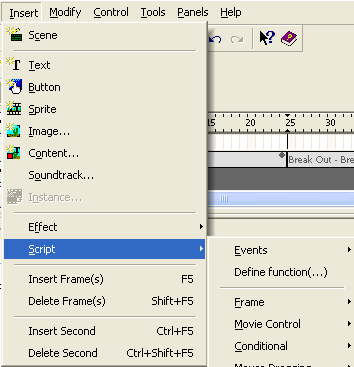 Insert Modify Control Tools Panels Help
Scene
Text
Button
Sprite
Image...
Content...
Soundtrack...
Instance...
Effect
Script
Insert Frame(s) F5
Delete Frame(s) Shift+F5
Insert Second Ctrl+F5
Delete Second Ctrl+Shift+F5
15 20 25 30
Break Out - Bre
Events
Define function(...)
Frame
Movie Control
Conditional